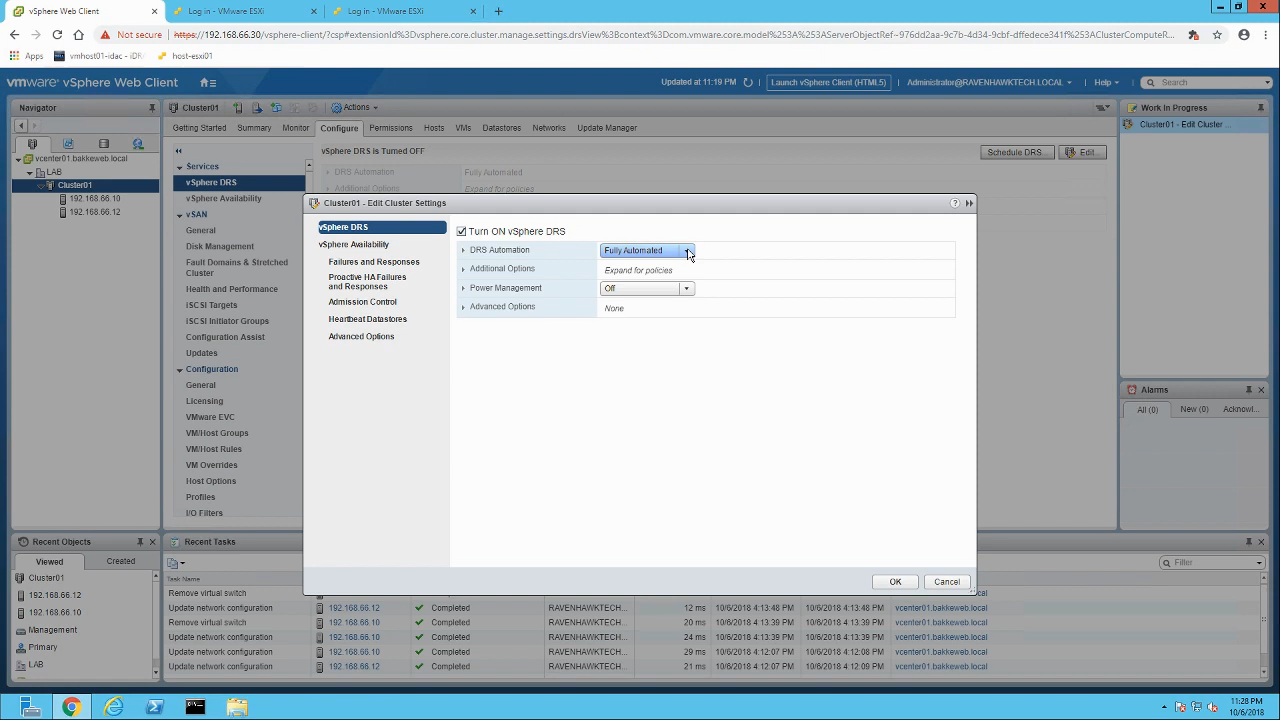 vSphere Web Client
Log in - VMware ESXi
Log in - VMware ESXi
Not secure
https://192.168.66.30/vsphere-client/?csp#extensionId%3Dvsphere.core.cluster.manage.settings.drsView%3Bcontext%3Dcom.vmware.core.model%253A%253AServerObjectRef~976dd2aa-9c7b-4d34-9cbf-dffedece341f%253AClusterComputeR...
Apps
vmhost01-idac - iDR
host-esxi01
vmware vSphere Web Client
Updated at 11:19 PM
Launch vSphere Client (HTML5)
Administrator@RAVENHAWKTECH.LOCAL
Help
Search
Navigator
vcenter01.bakkeweb.local
LAB
Cluster01
192.168.66.10
192.168.66.12
Cluster01
Actions
Getting Started
Summary
Monitor
Configure
Permissions
Hosts
VMs
Datastores
Networks
Update Manager
Services
vSphere DRS
vSphere Availability
vSAN
General
Disk Management
Fault Domains & Stretched
Cluster
Health and Performance
iSCSI Targets
iSCSI Initiator Groups
Configuration Assist
Updates
Configuration
General
Licensing
VMware EVC
VM/Host Groups
VM/Host Rules
VM Overrides
Host Options
Profiles
I/O Filters
vSphere DRS is Turned OFF
Schedule DRS...
Edit...
DRS Automation
Fully Automated
Additional Options
Expand for policies
Cluster01 - Edit Cluster Settings
vSphere DRS
vSphere Availability
Failures and Responses
Proactive HA Failures
and Responses
Admission Control
Heartbeat Datastores
Advanced Options
Turn ON vSphere DRS
DRS Automation
Fully Automated
Additional Options
Expand for policies
Power Management
Off
Advanced Options
None
OK
Cancel
Work In Progress
Cluster01 - Edit Cluster ...
Alarms
All (0)
New (0)
Acknowl...
Recent Objects
Viewed
Created
Cluster01
192.168.66.12
192.168.66.10
Management
Primary
LAB
Recent Tasks
Filter
Task Name
Remove virtual switch
Update network configuration 192.168.66.12 Completed RAVENHAWKTECH... 12 ms 10/6/2018 4:13:48 PM 10/6/2018 4:13:48 PM vcenter01.bakkeweb.local
Remove virtual switch 192.168.66.10 Completed RAVENHAWKTECH... 20 ms 10/6/2018 4:13:39 PM 10/6/2018 4:13:39 PM vcenter01.bakkeweb.local
Update network configuration 192.168.66.10 Completed RAVENHAWKTECH... 24 ms 10/6/2018 4:13:39 PM 10/6/2018 4:13:39 PM vcenter01.bakkeweb.local
Update network configuration 192.168.66.10 Completed RAVENHAWKTECH... 29 ms 10/6/2018 4:12:07 PM 10/6/2018 4:12:08 PM vcenter01.bakkeweb.local
Update network configuration 192.168.66.12 Completed RAVENHAWKTECH... 21 ms 10/6/2018 4:12:07 PM 10/6/2018 4:12:07 PM vcenter01.bakkeweb.local
11:28 PM
10/6/2018